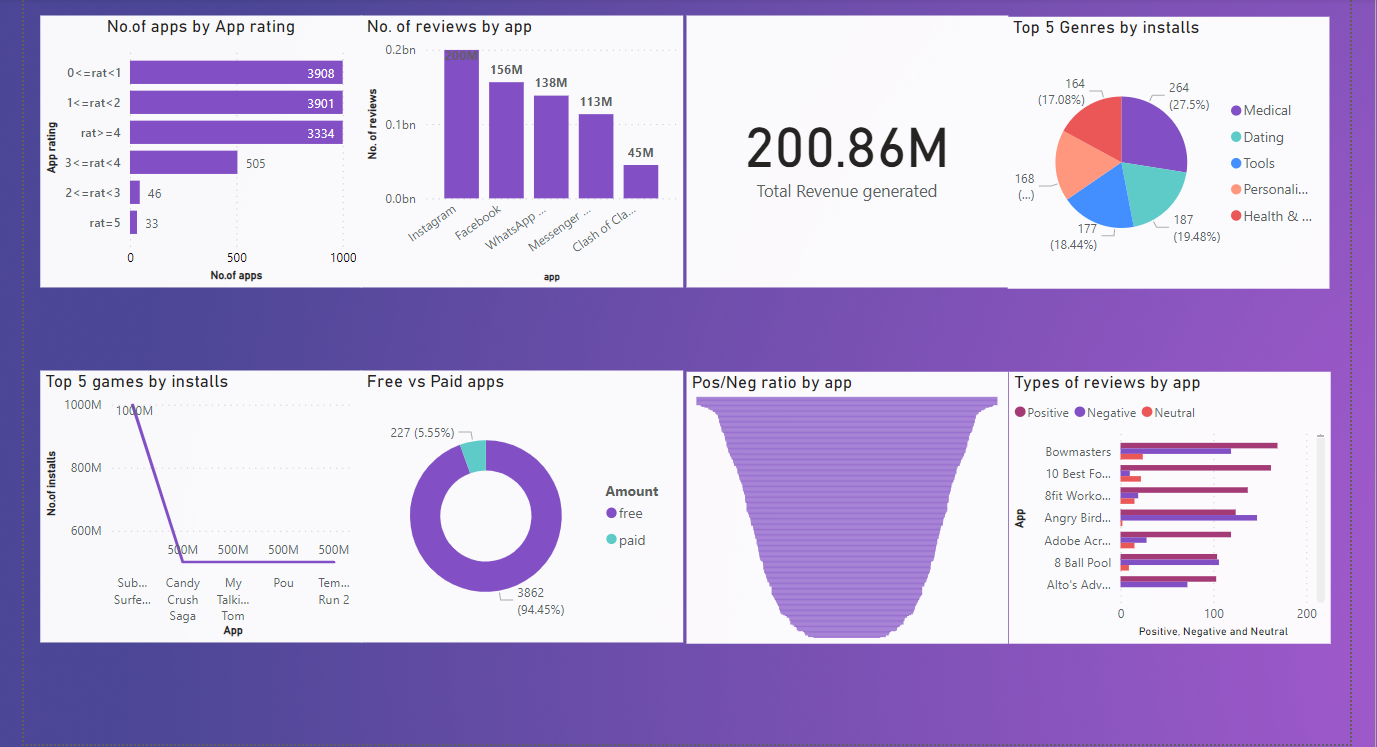 No.of apps by App rating
App rating
0<=rat<1
3908
1<=rat<2
3901
rat>=4
3334
3<=rat<4
505
2<=rat<3
46
rat=5
33
0
500
1000
No.of apps
No. of reviews by app
No. of reviews
0.2bn
0.1bn
0.0bn
200M
156M
138M
113M
45M
Instagram
Facebook
WhatsApp ...
Messenger ...
Clash of Cla...
app
200.86M
Total Revenue generated
Top 5 Genres by installs
264
(27.5%)
187
(19.48%)
177
(18.44%)
168
(...)
164
(17.08%)
Medical
Dating
Tools
Personali...
Health & ...
Top 5 games by installs
No.of installs
1000M
800M
600M
1000M
500M
500M
500M
500M
Sub...
Surfe...
Candy
Crush
Saga
My
Talki...
Tom
Pou
Tem...
Run 2
App
Free vs Paid apps
227 (5.55%)
3862
(94.45%)
Amount
free
paid
Pos/Neg ratio by app
Types of reviews by app
Positive Negative Neutral
App
Bowmasters
10 Best Fo...
8fit Worko...
Angry Bird...
Adobe Acr...
8 Ball Pool
Alto's Adv...
0
100
200
Positive, Negative and Neutral